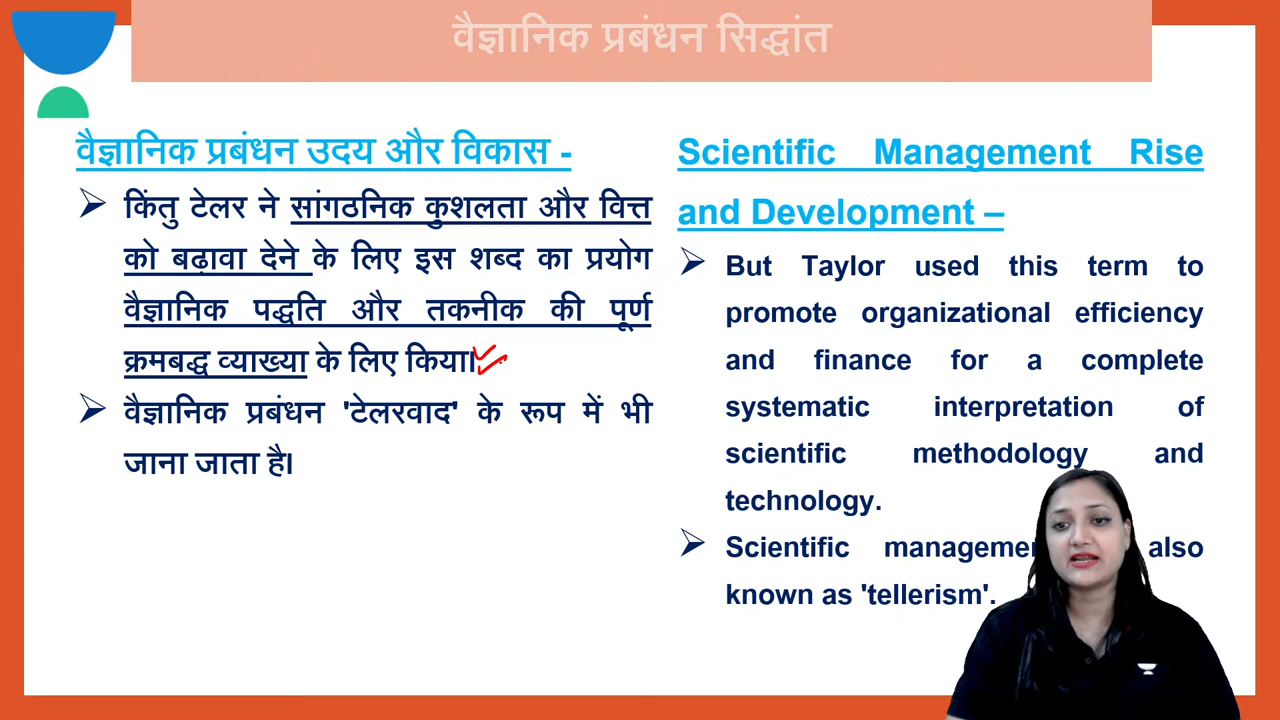 वैज्ञानिक प्रबंधन सिद्धांत
वैज्ञानिक प्रबंधन उदय और विकास -
किंतु टेलर ने सांगठनिक कुशलता और वित्त
को बढ़ावा देने के लिए इस शब्द का प्रयोग
वैज्ञानिक पद्धति और तकनीक की पूर्ण
क्रमबद्ध व्याख्या के लिए किया।
वैज्ञानिक प्रबंधन 'टेलरवाद' के रूप में भी
जाना जाता है।
Scientific Management Rise
and Development –
But Taylor used this term to
promote organizational efficiency
and finance for a complete
systematic interpretation of
scientific methodology and
technology.
Scientific also
known as 'tellerism'.